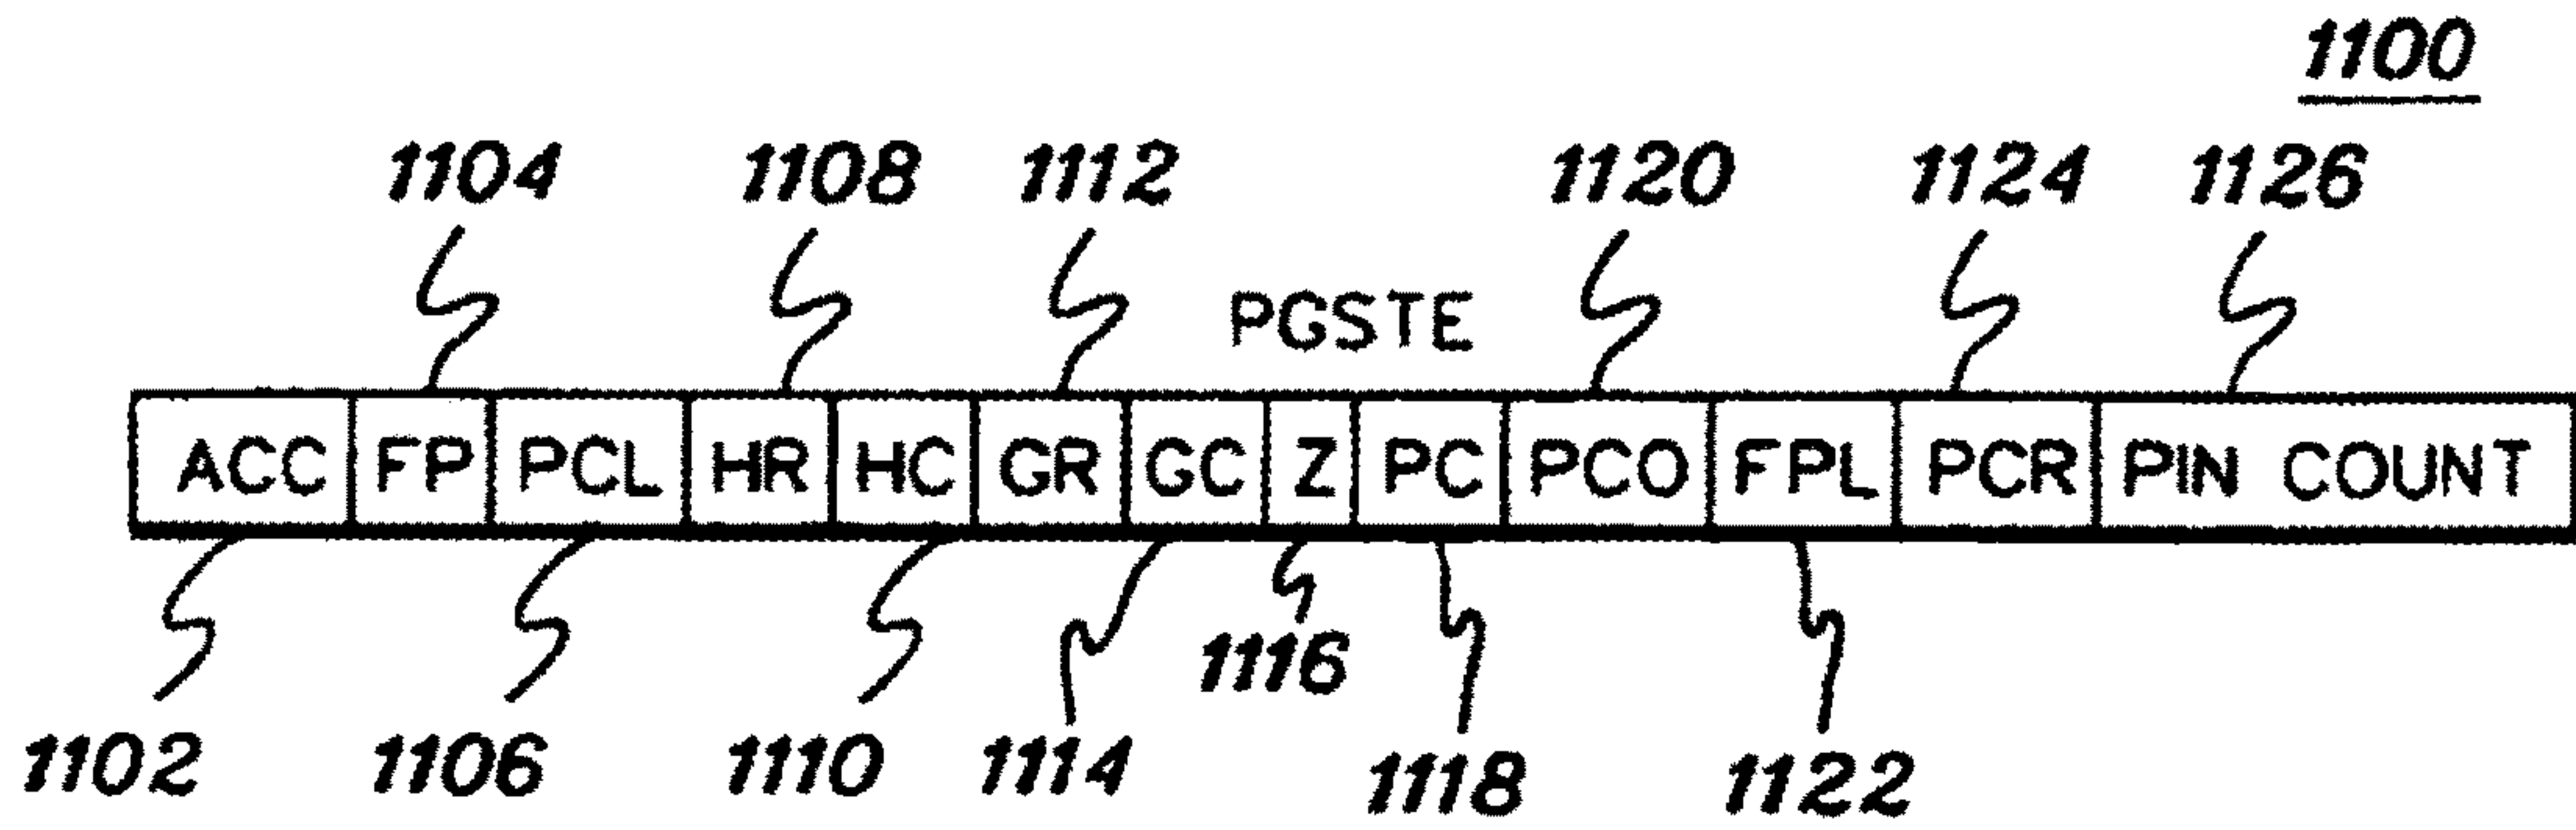 1100
1104 1108 1112 1120 1124 1126
PGSTE
ACC FP PCL HR HC GR GC Z PC PCO FPL PCR PIN COUNT
1116
1102 1106 1110 1114 1118 1122